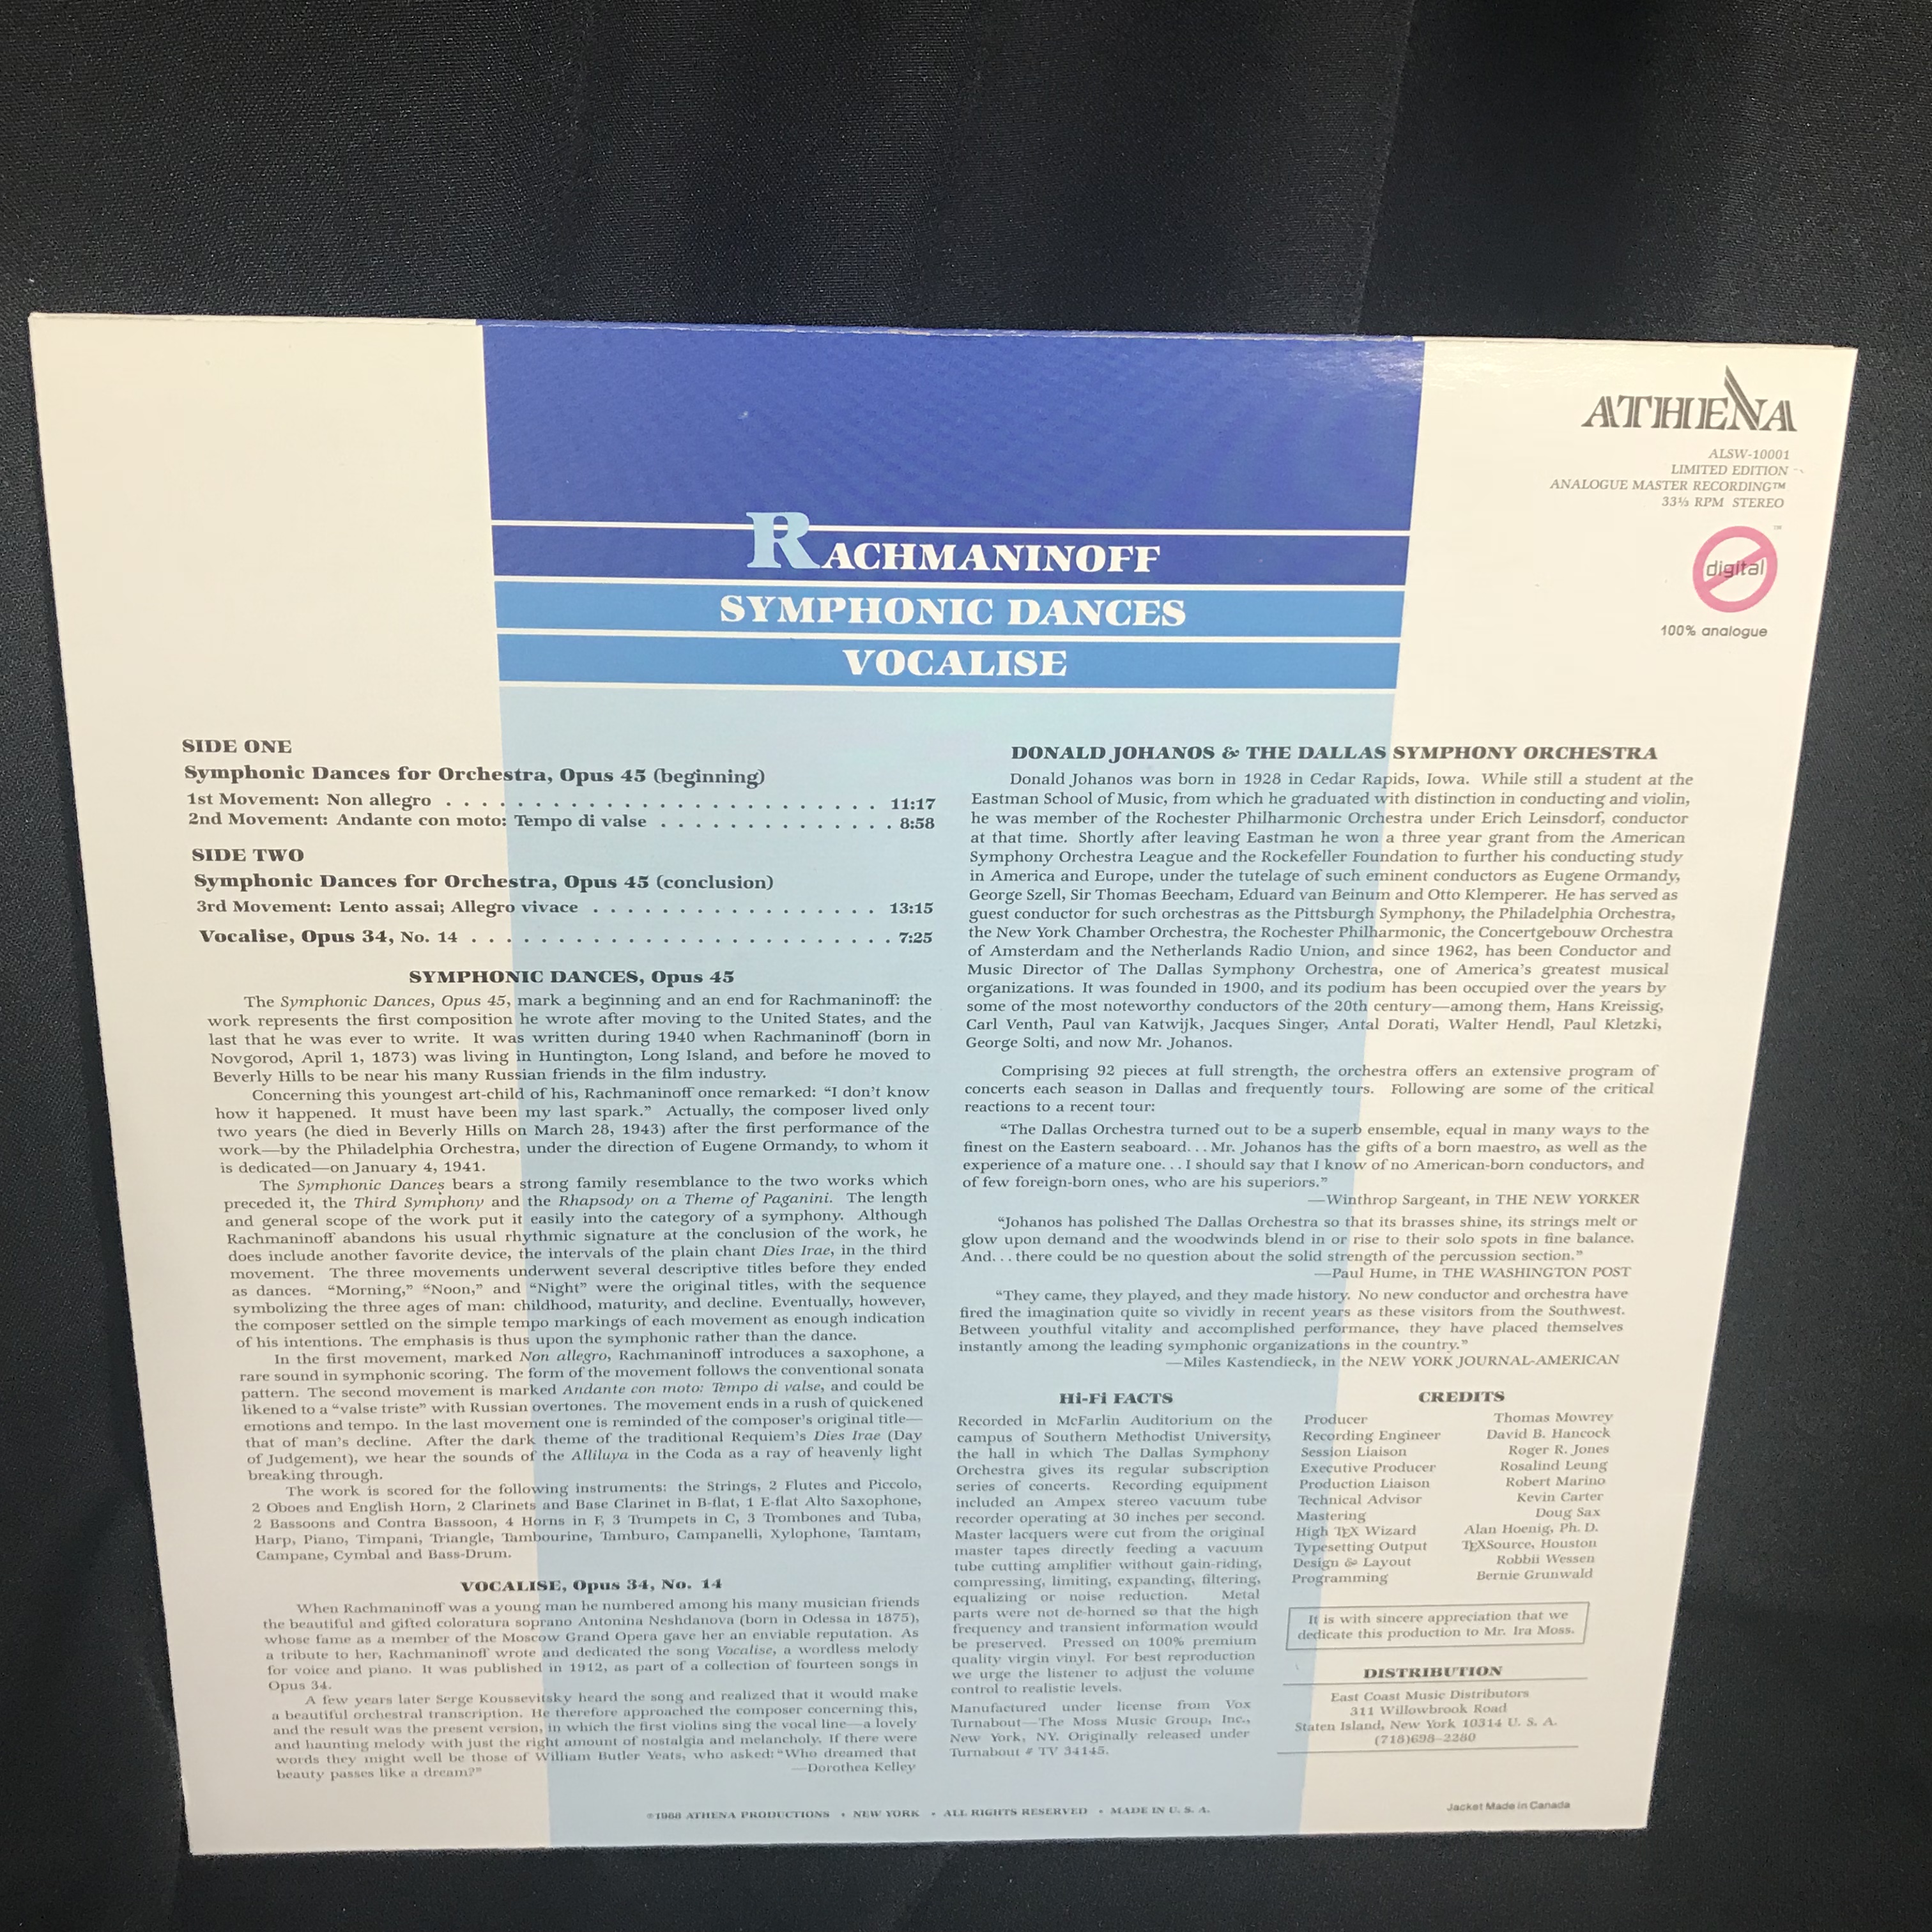 ATHENA
ALSW-10001
LIMITED EDITION
ANALOGUE MASTER RECORDING™
33⅓ RPM STEREO
™
digital
100% analogue
RACHMANINOFF
SYMPHONIC DANCES
VOCALISE
SIDE ONE
Symphonic Dances for Orchestra, Opus 45 (beginning)
1st Movement: Non allegro . . . . . . . . . . . . . . . . . . . . . . . . 11:17
2nd Movement: Andante con moto: Tempo di valse . . . . . . . . . . . . . 8:58
SIDE TWO
Symphonic Dances for Orchestra, Opus 45 (conclusion)
3rd Movement: Lento assai; Allegro vivace . . . . . . . . . . . . . . . . 13:15
Vocalise, Opus 34, No. 14 . . . . . . . . . . . . . . . . . . . . . . . . 7:25
SYMPHONIC DANCES, Opus 45
The Symphonic Dances, Opus 45, mark a beginning and an end for Rachmaninoff: the
work represents the first composition he wrote after moving to the United States, and the
last that he was ever to write. It was written during 1940 when Rachmaninoff (born in
Novgorod, April 1, 1873) was living in Huntington, Long Island, and before he moved to
Beverly Hills to be near his many Russian friends in the film industry.
Concerning this youngest art-child of his, Rachmaninoff once remarked: “I don’t know
how it happened. It must have been my last spark.” Actually, the composer lived only
two years (he died in Beverly Hills on March 28, 1943) after the first performance of the
work—by the Philadelphia Orchestra, under the direction of Eugene Ormandy, to whom it
is dedicated—on January 4, 1941.
The Symphonic Dances bears a strong family resemblance to the two works which
preceded it, the Third Symphony and the Rhapsody on a Theme of Paganini. The length
and general scope of the work put it easily into the category of a symphony. Although
Rachmaninoff abandons his usual rhythmic signature at the conclusion of the work, he
does include another favorite device, the intervals of the plain chant Dies Irae, in the third
movement. The three movements underwent several descriptive titles before they ended
as dances. “Morning,” “Noon,” and “Night” were the original titles, with the sequence
symbolizing the three ages of man: childhood, maturity, and decline. Eventually, however,
the composer settled on the simple tempo markings of each movement as enough indication
of his intentions. The emphasis is thus upon the symphonic rather than the dance.
In the first movement, marked Non allegro, Rachmaninoff introduces a saxophone, a
rare sound in symphonic scoring. The form of the movement follows the conventional sonata
pattern. The second movement is marked Andante con moto: Tempo di valse, and could be
likened to a “valse triste” with Russian overtones. The movement ends in a rush of quickened
emotions and tempo. In the last movement one is reminded of the composer’s original title—
that of man’s decline. After the dark theme of the traditional Requiem’s Dies Irae (Day
of Judgement), we hear the sounds of the Alliluya in the Coda as a ray of heavenly light
breaking through.
The work is scored for the following instruments: the Strings, 2 Flutes and Piccolo,
2 Oboes and English Horn, 2 Clarinets and Base Clarinet in B-flat, 1 E-flat Alto Saxophone,
2 Bassoons and Contra Bassoon, 4 Horns in F, 3 Trumpets in C, 3 Trombones and Tuba,
Harp, Piano, Timpani, Triangle, Tambourine, Tamburo, Campanelli, Xylophone, Tamtam,
Campane, Cymbal and Bass-Drum.
VOCALISE, Opus 34, No. 14
When Rachmaninoff was a young man he numbered among his many musician friends
the beautiful and gifted coloratura soprano Antonina Neshdanova (born in Odessa in 1875),
whose fame as a member of the Moscow Grand Opera gave her an enviable reputation. As
a tribute to her, Rachmaninoff wrote and dedicated the song Vocalise, a wordless melody
for voice and piano. It was published in 1912, as part of a collection of fourteen songs in
Opus 34.
A few years later Serge Koussevitsky heard the song and realized that it would make
a beautiful orchestral transcription. He therefore approached the composer concerning this,
and the result was the present version, in which the first violins sing the vocal line—a lovely
and haunting melody with just the right amount of nostalgia and melancholy. If there were
words they might well be those of William Butler Yeats, who asked: “Who dreamed that
beauty passes like a dream?”
—Dorothea Kelley
DONALD JOHANOS & THE DALLAS SYMPHONY ORCHESTRA
Donald Johanos was born in 1928 in Cedar Rapids, Iowa. While still a student at the
Eastman School of Music, from which he graduated with distinction in conducting and violin,
he was member of the Rochester Philharmonic Orchestra under Erich Leinsdorf, conductor
at that time. Shortly after leaving Eastman he won a three year grant from the American
Symphony Orchestra League and the Rockefeller Foundation to further his conducting study
in America and Europe, under the tutelage of such eminent conductors as Eugene Ormandy,
George Szell, Sir Thomas Beecham, Eduard van Beinum and Otto Klemperer. He has served as
guest conductor for such orchestras as the Pittsburgh Symphony, the Philadelphia Orchestra,
the New York Chamber Orchestra, the Rochester Philharmonic, the Concertgebouw Orchestra
of Amsterdam and the Netherlands Radio Union, and since 1962, has been Conductor and
Music Director of The Dallas Symphony Orchestra, one of America’s greatest musical
organizations. It was founded in 1900, and its podium has been occupied over the years by
some of the most noteworthy conductors of the 20th century—among them, Hans Kreissig,
Carl Venth, Paul van Katwijk, Jacques Singer, Antal Dorati, Walter Hendl, Paul Kletzki,
George Solti, and now Mr. Johanos.
Comprising 92 pieces at full strength, the orchestra offers an extensive program of
concerts each season in Dallas and frequently tours. Following are some of the critical
reactions to a recent tour:
“The Dallas Orchestra turned out to be a superb ensemble, equal in many ways to the
finest on the Eastern seaboard. . . Mr. Johanos has the gifts of a born maestro, as well as the
experience of a mature one. . . I should say that I know of no American-born conductors, and
of few foreign-born ones, who are his superiors.”
—Winthrop Sargeant, in THE NEW YORKER
“Johanos has polished The Dallas Orchestra so that its brasses shine, its strings melt or
glow upon demand and the woodwinds blend in or rise to their solo spots in fine balance.
And. . . there could be no question about the solid strength of the percussion section.”
—Paul Hume, in THE WASHINGTON POST
“They came, they played, and they made history. No new conductor and orchestra have
fired the imagination quite so vividly in recent years as these visitors from the Southwest.
Between youthful vitality and accomplished performance, they have placed themselves
instantly among the leading symphonic organizations in the country.”
—Miles Kastendieck, in the NEW YORK JOURNAL-AMERICAN
Hi-Fi FACTS
Recorded in McFarlin Auditorium on the
campus of Southern Methodist University,
the hall in which The Dallas Symphony
Orchestra gives its regular subscription
series of concerts. Recording equipment
included an Ampex stereo vacuum tube
recorder operating at 30 inches per second.
Master lacquers were cut from the original
master tapes directly feeding a vacuum
tube cutting amplifier without gain-riding,
compressing, limiting, expanding, filtering,
equalizing or noise reduction. Metal
parts were not de-horned so that the high
frequency and transient information would
be preserved. Pressed on 100% premium
quality virgin vinyl. For best reproduction
we urge the listener to adjust the volume
control to realistic levels.
Manufactured under license from Vox
Turnabout—The Moss Music Group, Inc.,
New York, NY. Originally released under
Turnabout # TV 34145.
CREDITS
Producer Thomas Mowrey
Recording Engineer David B. Hancock
Session Liaison Roger R. Jones
Executive Producer Rosalind Leung
Production Liaison Robert Marino
Technical Advisor Kevin Carter
Mastering Doug Sax
High TEX Wizard Alan Hoenig, Ph. D.
Typesetting Output TEXSource, Houston
Design & Layout Robbii Wessen
Programming Bernie Grunwald
It is with sincere appreciation that we
dedicate this production to Mr. Ira Moss.
DISTRIBUTION
East Coast Music Distributors
311 Willowbrook Road
Staten Island, New York 10314 U. S. A.
(718)698–2280
©1988 ATHENA PRODUCTIONS • NEW YORK • ALL RIGHTS RESERVED • MADE IN U. S. A.
Jacket Made in Canada